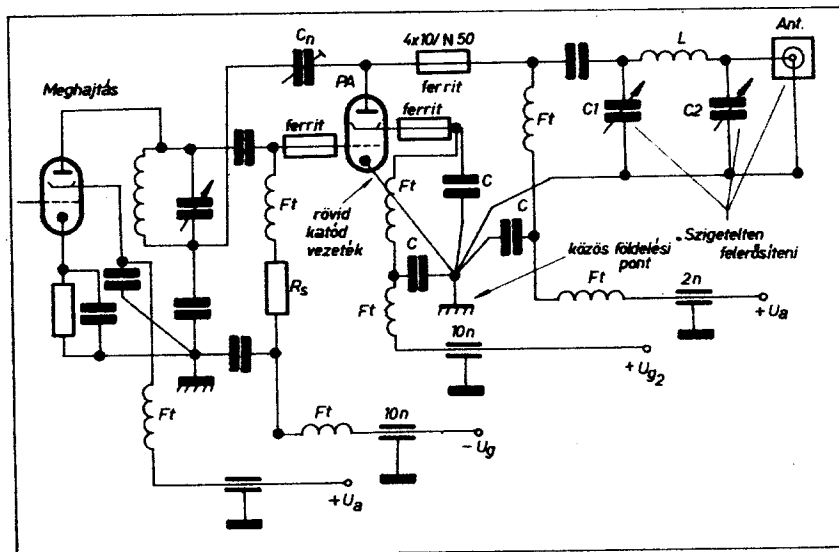 Meghajtás
Cn
PA
4x10/N50
ferrit
L
Ant.
ferrit
ferrit
Ft
C1
C2
Ft
Ft
C
rövid
katód
vezeték
C
C
Szigetelten
felerősíteni
közös földelési
pont
Rs
Ft
Ft
2n
+Ua
10n
+Ug2
Ft
Ft
10n
-Ug
+Ua